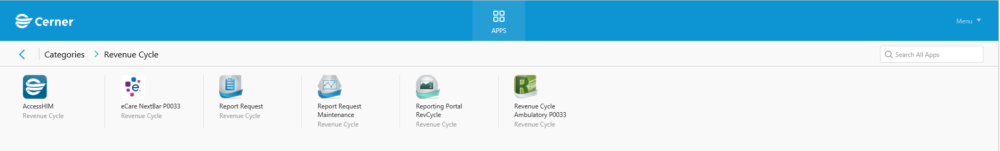 Cerner
APPS
Menu
Categories
Revenue Cycle
Search All Apps
AccessHIM
Revenue Cycle
e
eCare NextBar P0033
Revenue Cycle
Report Request
Revenue Cycle
Report Request
Maintenance
Revenue Cycle
2
Reporting Portal
RevCycle
Revenue Cycle
R
Revenue Cycle
Ambulatory P0033
Revenue Cycle